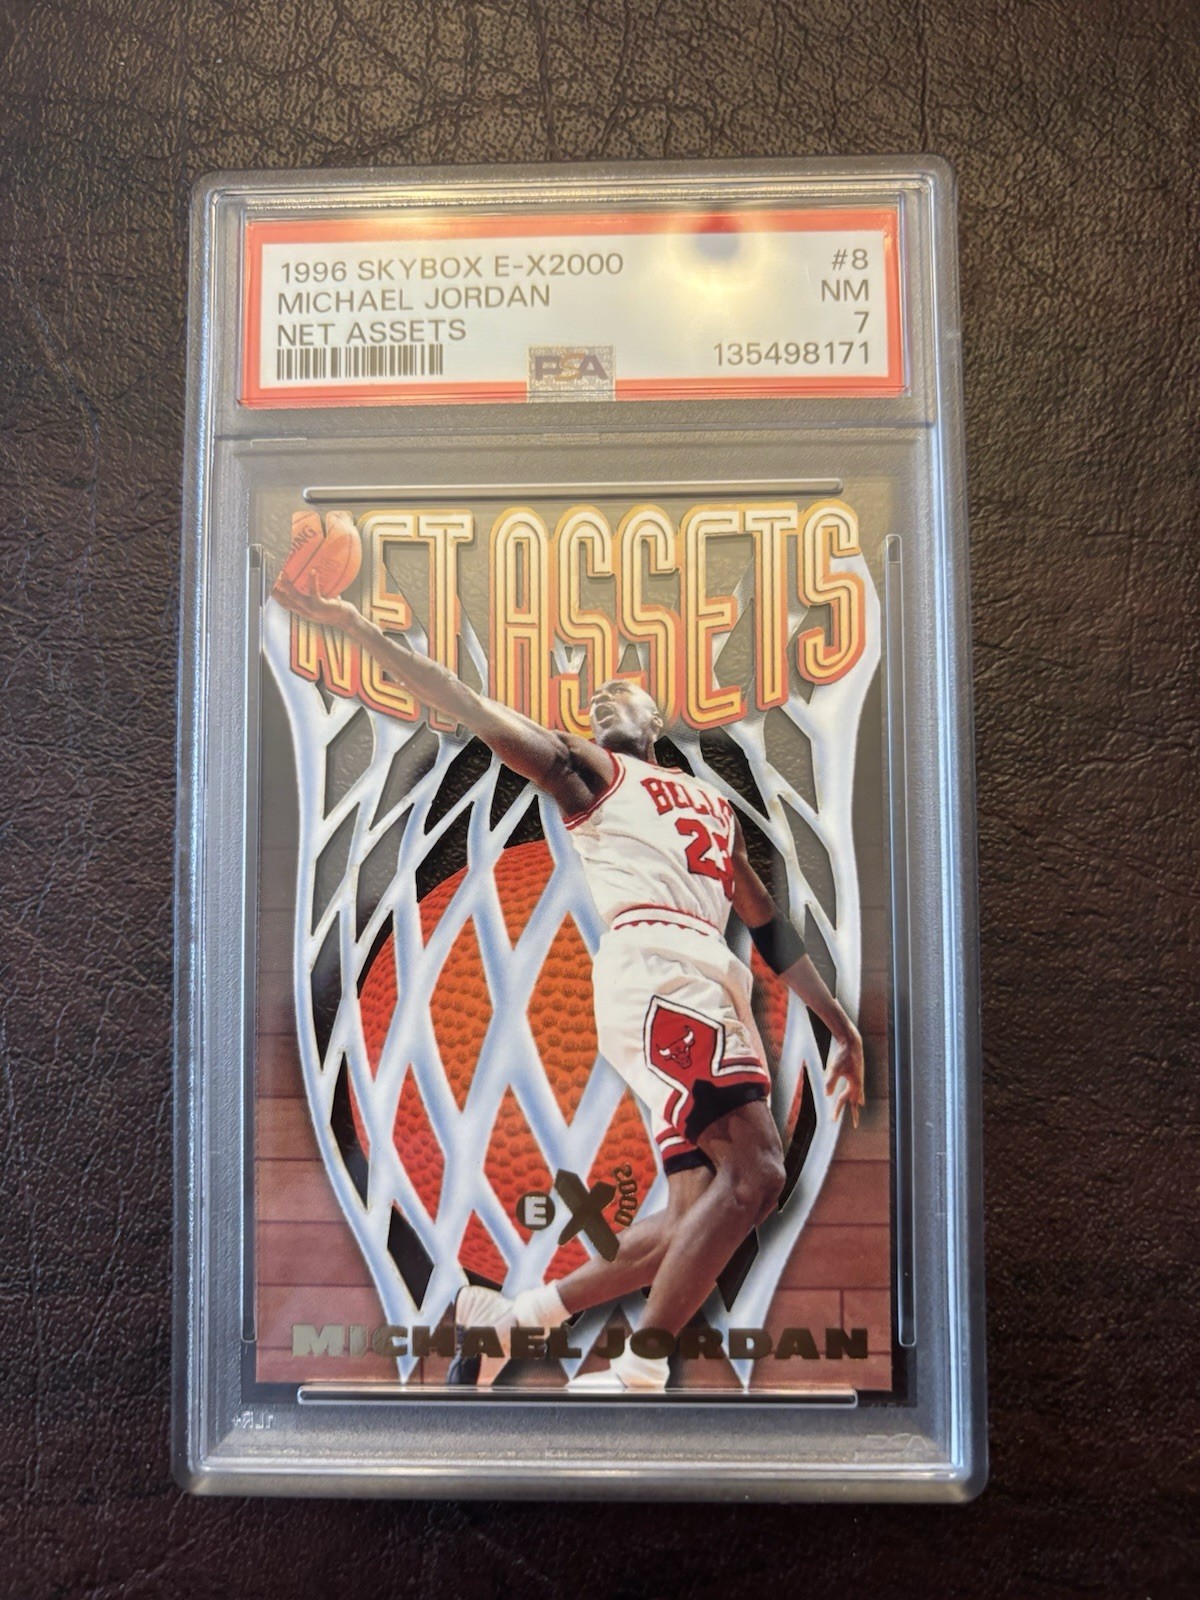 1996 SKYBOX E-X2000 #8
MICHAEL JORDAN NM
NET ASSETS 7
135498171
PSA
NET ASSETS
BULLS
23
E X 2000
MICHAEL JORDAN